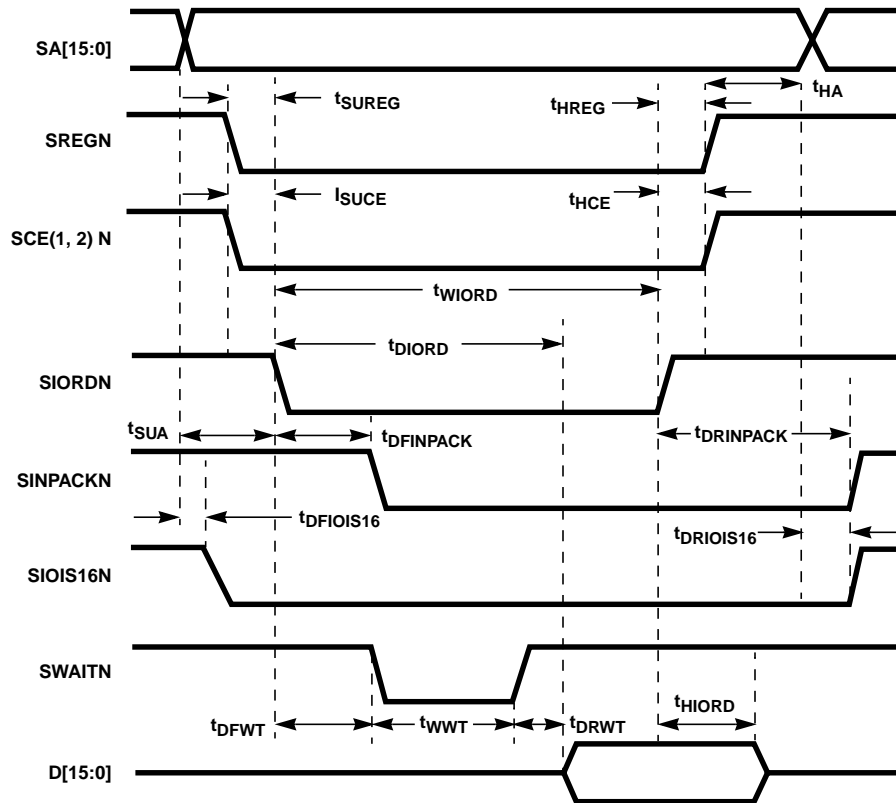 SA[15:0]
tHA
tSUREG
tHREG
SREGN
ISUCE
tHCE
SCE(1, 2) N
tWIORD
tDIORD
SIORDN
tSUA
tDFINPACK
tDRINPACK
SINPACKN
tDFIOIS16
tDRIOIS16
SIOIS16N
SWAITN
tHIORD
tDFWT
tWWT
tDRWT
D[15:0]